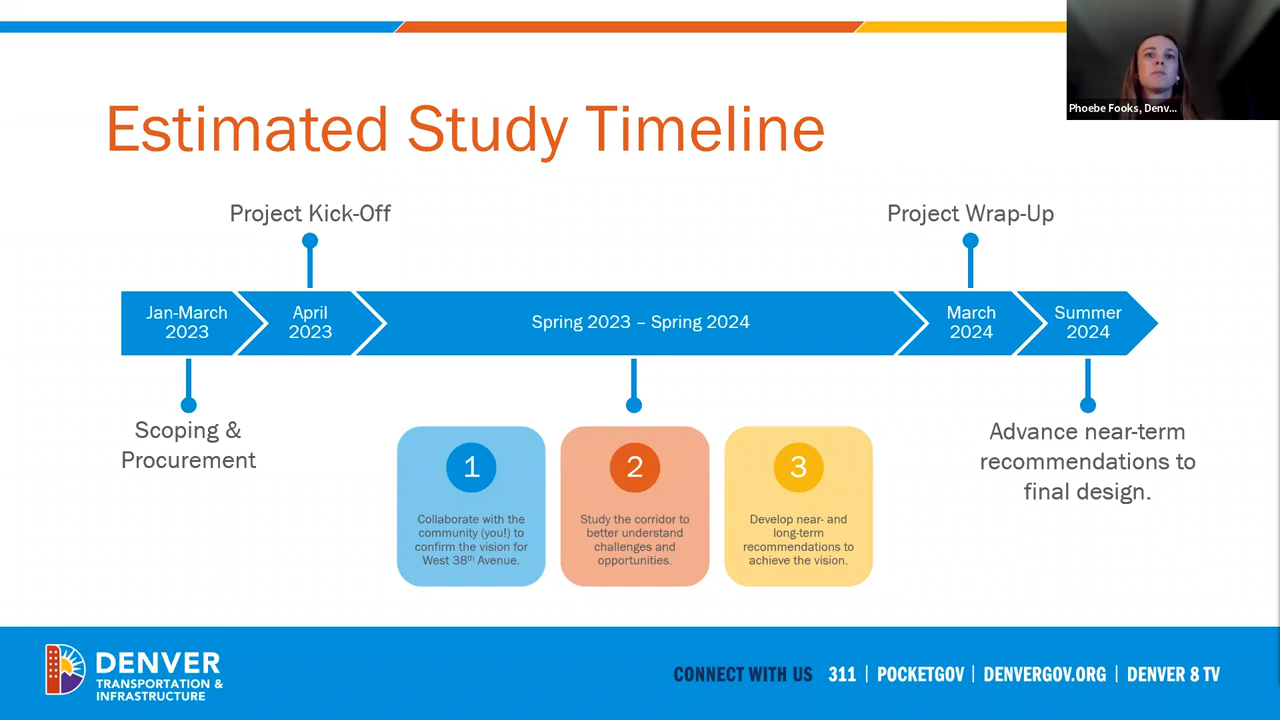 Phoebe Fooks, Denv...
Estimated Study Timeline
Project Kick-Off
Project Wrap-Up
Jan-March
2023
April
2023
Spring 2023 – Spring 2024
March
2024
Summer
2024
Scoping &
Procurement
1
Collaborate with the
community (you!) to
confirm the vision for
West 38th Avenue.
2
Study the corridor to
better understand
challenges and
opportunities.
3
Develop near- and
long-term
recommendations to
achieve the vision.
Advance near-term
recommendations to
final design.
DENVER
TRANSPORTATION &
INFRASTRUCTURE
CONNECT WITH US 311 | POCKETGOV | DENVERGOV.ORG | DENVER 8 TV